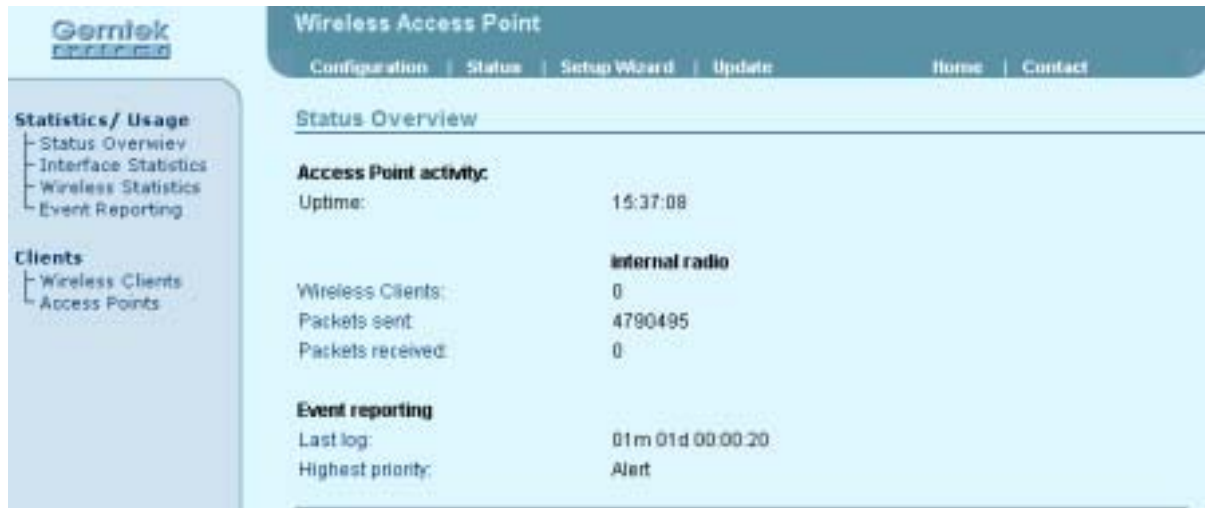 Gemtek
systems
Wireless Access Point
Configuration | Status | Setup Wizard | Update Home | Contact
Statistics/ Usage
Status Overwiev
Interface Statistics
Wireless Statistics
Event Reporting
Clients
Wireless Clients
Access Points
Status Overview
Access Point activity:
Uptime: 15:37:08
internal radio
Wireless Clients: 0
Packets sent: 4790495
Packets received: 0
Event reporting
Last log: 01m 01d 00:00:20
Highest priority: Alert